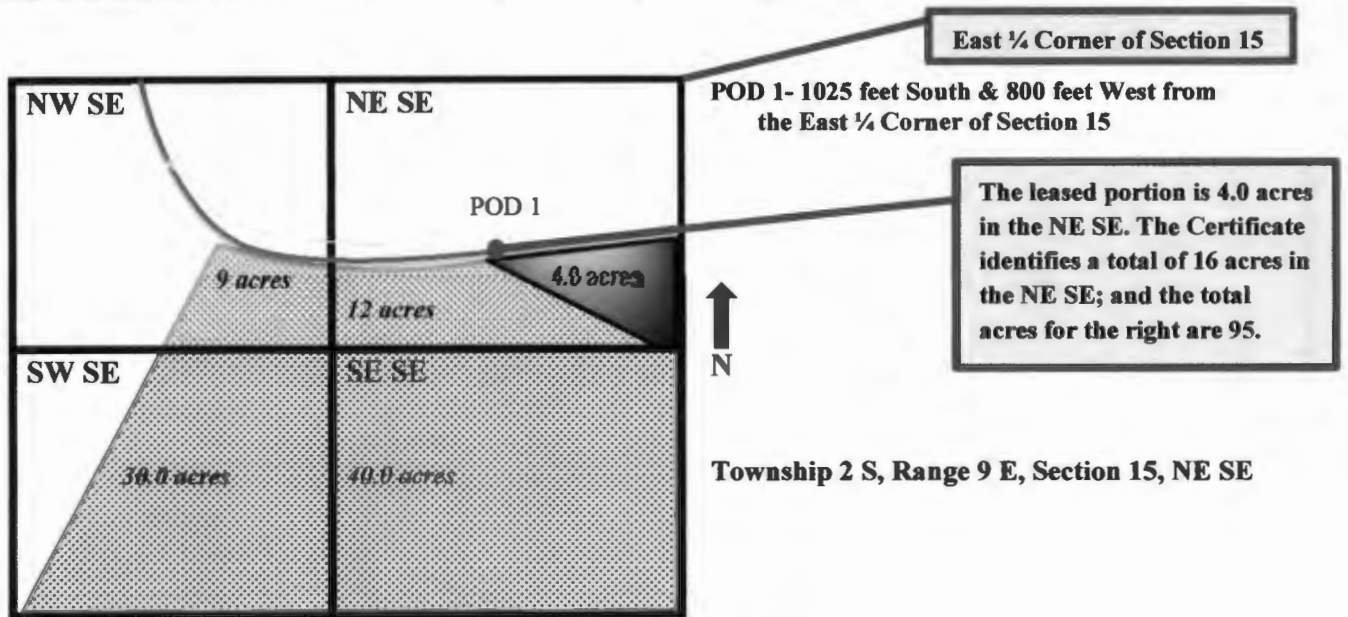 East ¼ Corner of Section 15
NW SE
NE SE
POD 1- 1025 feet South & 800 feet West from
the East ¼ Corner of Section 15
POD 1
The leased portion is 4.0 acres
in the NE SE. The Certificate
identifies a total of 16 acres in
the NE SE; and the total
acres for the right are 95.
9 acres
4.0 acres
12 acres
N
SW SE
SE SE
30.0 acres
40.0 acres
Township 2 S, Range 9 E, Section 15, NE SE